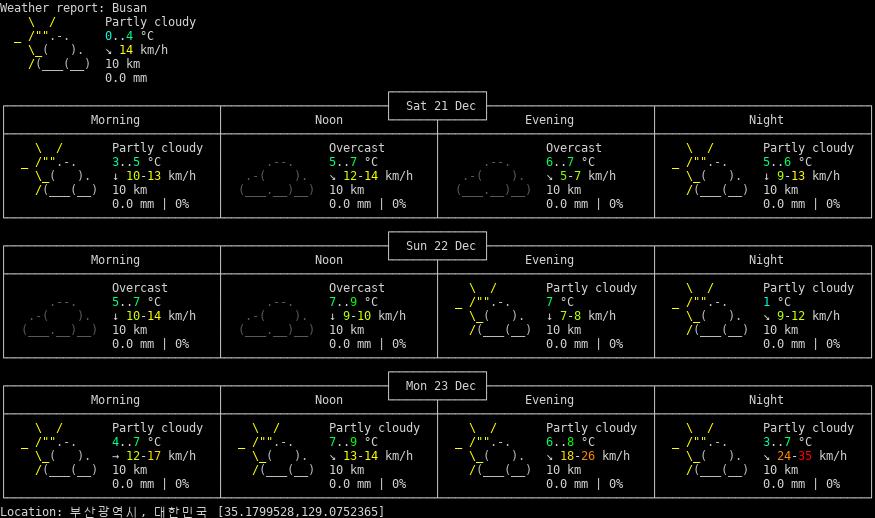 Weather report: Busan
Partly cloudy
0..4 °C
↘ 14 km/h
10 km
0.0 mm
Sat 21 Dec
Morning Noon Evening Night
Partly cloudy Overcast Overcast Partly cloudy
3..5 °C 5..7 °C 6..7 °C 5..6 °C
↓ 10-13 km/h ↘ 12-14 km/h ↘ 5-7 km/h ↓ 9-13 km/h
10 km 10 km 10 km 10 km
0.0 mm | 0% 0.0 mm | 0% 0.0 mm | 0% 0.0 mm | 0%
Sun 22 Dec
Morning Noon Evening Night
Overcast Overcast Partly cloudy Partly cloudy
5..7 °C 7..9 °C 7 °C 1 °C
↓ 10-14 km/h ↓ 9-10 km/h ↓ 7-8 km/h ↘ 9-12 km/h
10 km 10 km 10 km 10 km
0.0 mm | 0% 0.0 mm | 0% 0.0 mm | 0% 0.0 mm | 0%
Mon 23 Dec
Morning Noon Evening Night
Partly cloudy Partly cloudy Partly cloudy Partly cloudy
4..7 °C 7..9 °C 6..8 °C 3..7 °C
→ 12-17 km/h ↘ 13-14 km/h ↘ 18-26 km/h ↘ 24-35 km/h
10 km 10 km 10 km 10 km
0.0 mm | 0% 0.0 mm | 0% 0.0 mm | 0% 0.0 mm | 0%
Location: 부산광역시, 대한민국 [35.1799528,129.0752365]